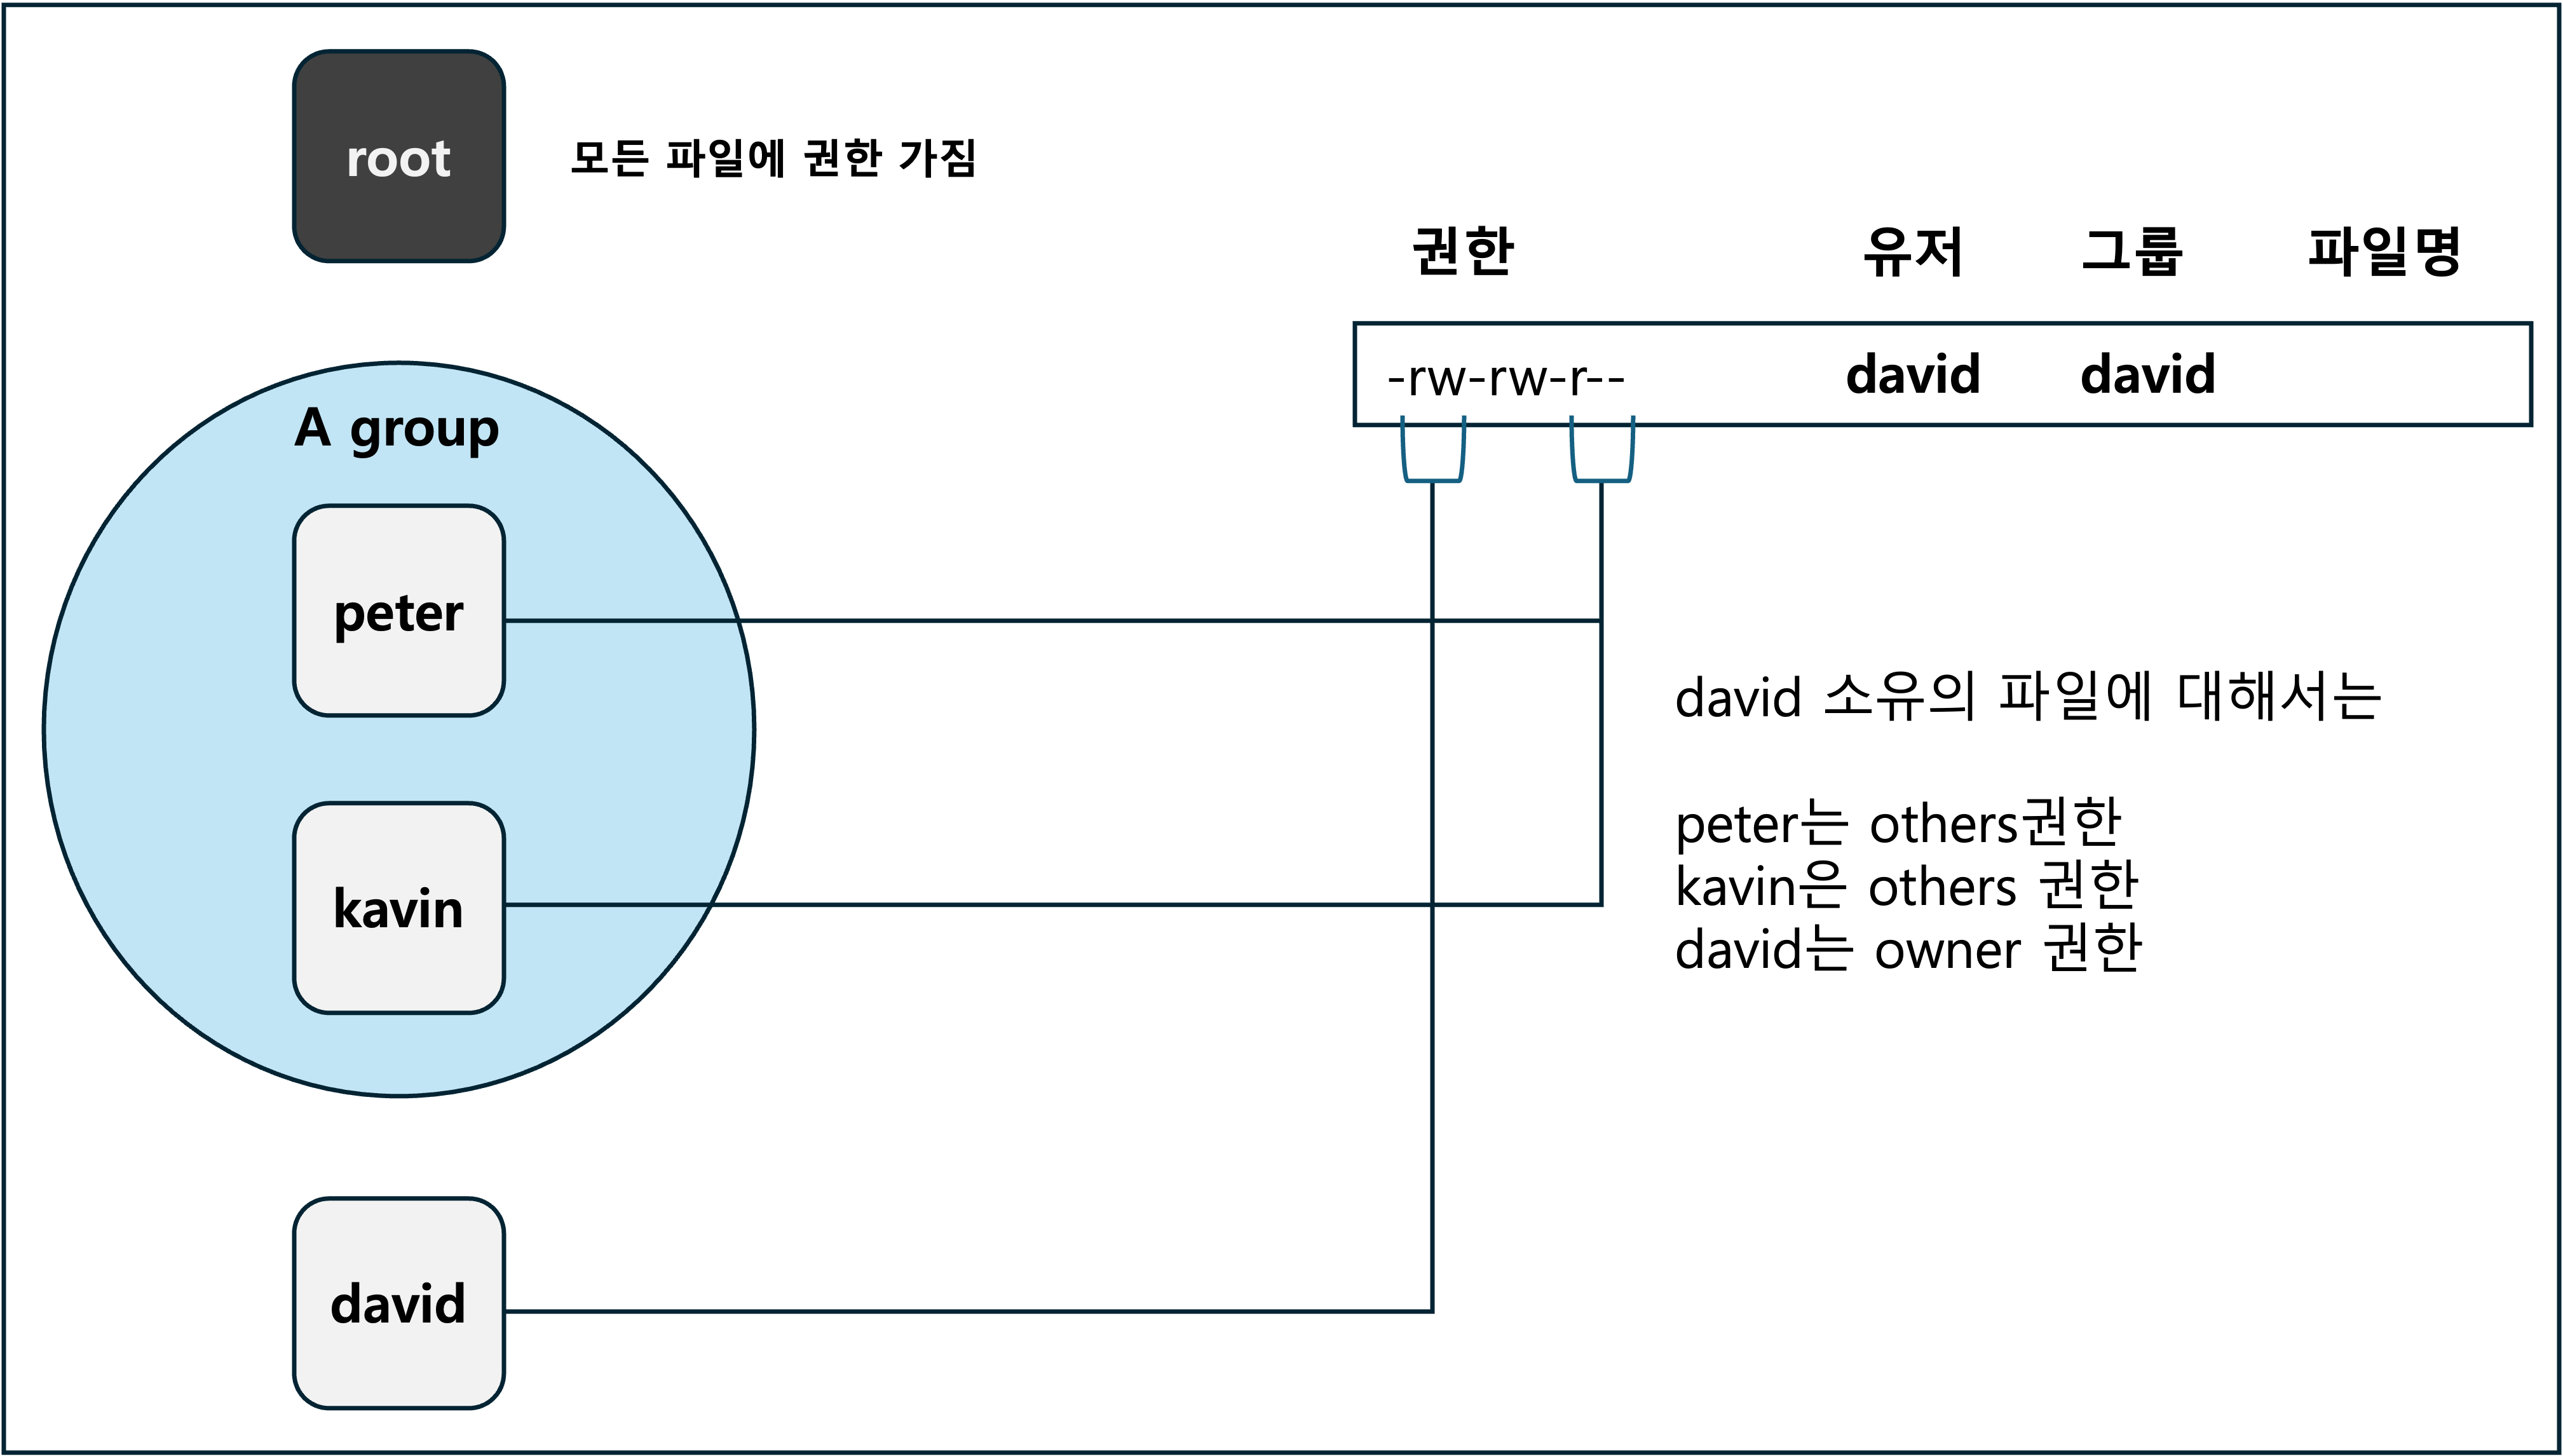 root
모든 파일에 권한 가짐
권한 유저 그룹 파일명
-rw-rw-r-- david david
A group
peter
kavin
david
david 소유의 파일에 대해서는
peter는 others권한
kavin은 others 권한
david는 owner 권한